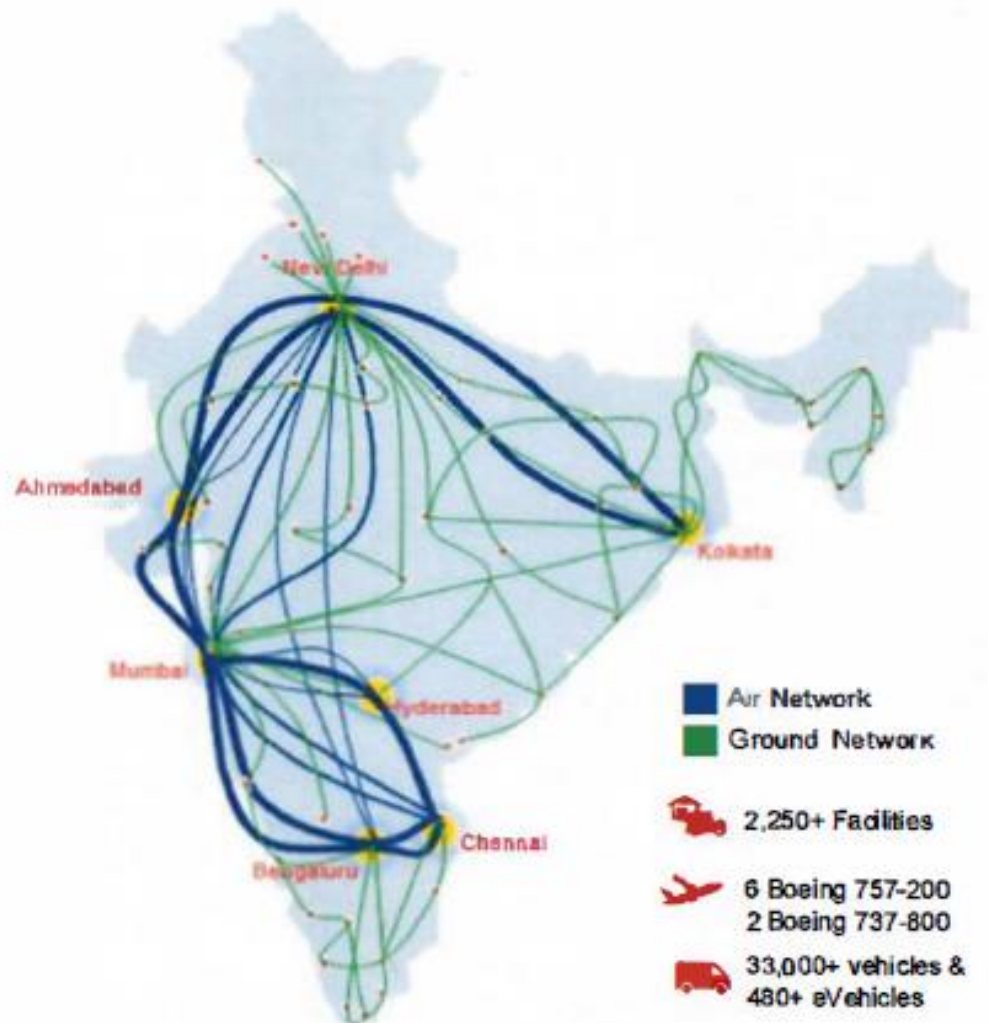 New Delhi
Ahmedabad
Kolkata
Mumbai
Hyderabad
Air Network
Ground Network
2,250+ Facilities
Chennai
Bengaluru
6 Boeing 757-200
2 Boeing 737-800
33,000+ vehicles &
480+ eVehicles